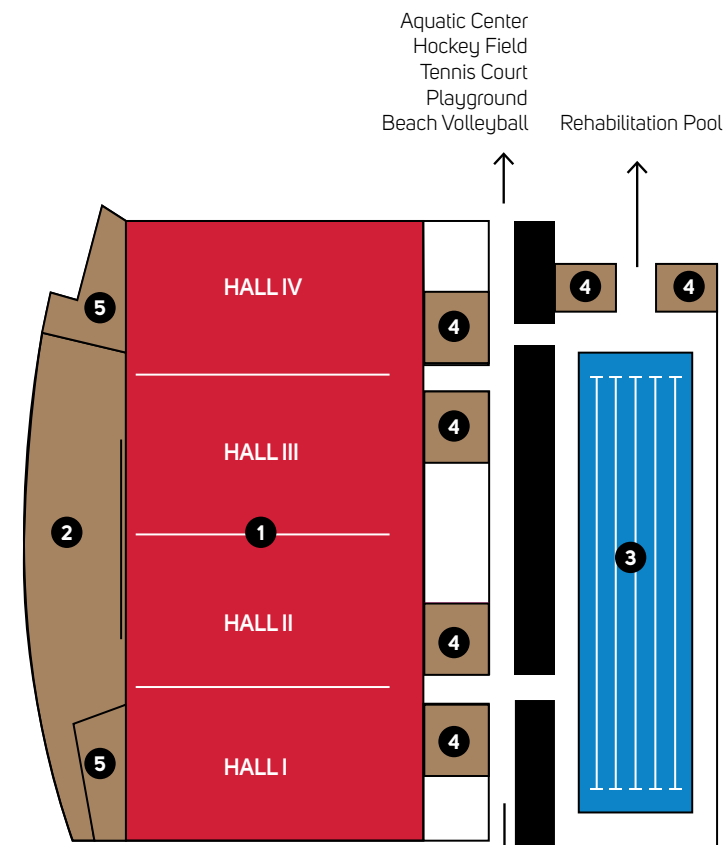 Aquatic Center
Hockey Field
Tennis Court
Playground
Beach Volleyball
Rehabilitation Pool
HALL IV
5
4
4
4
HALL III
4
2
1
3
HALL II
4
5
HALL I
4